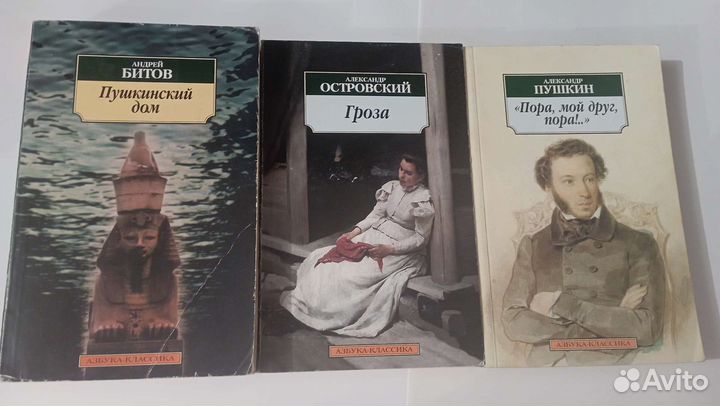 АНДРЕЙ
БИТОВ
Пушкинский
дом
АЗБУКА-КЛАССИКА
АЛЕКСАНДР
ОСТРОВСКИЙ
Гроза
АЗБУКА-КЛАССИКА
АЛЕКСАНДР
ПУШКИН
«Пора, мой друг,
пора!..»
АЗБУКА-КЛАССИКА
Avito